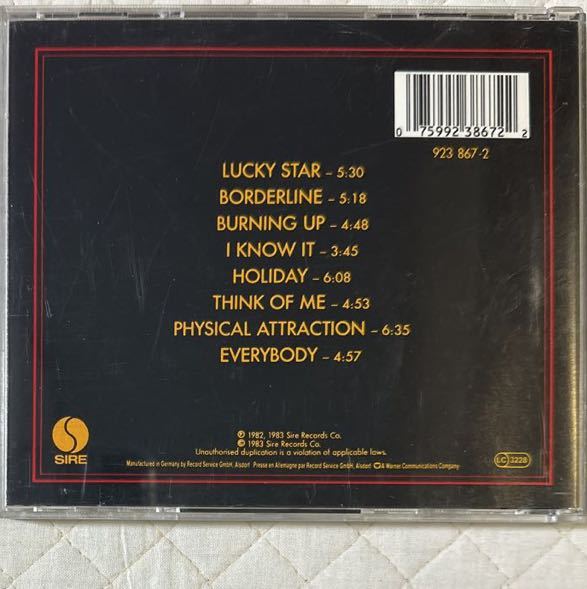 0 75992 38672 2
923 867-2
LUCKY STAR – 5:30
BORDERLINE – 5:18
BURNING UP – 4:48
I KNOW IT – 3:45
HOLIDAY – 6:08
THINK OF ME – 4:53
PHYSICAL ATTRACTION – 6:35
EVERYBODY – 4:57
SIRE
℗ 1982, 1983 Sire Records Co.
© 1983 Sire Records Co.
Unauthorised duplication is a violation of applicable laws.
Manufactured in Germany by Record Service GmbH, Alsdorf Presse en Allemagne par Record Service GmbH, Alsdorf A Warner Communications Company
LC 3228